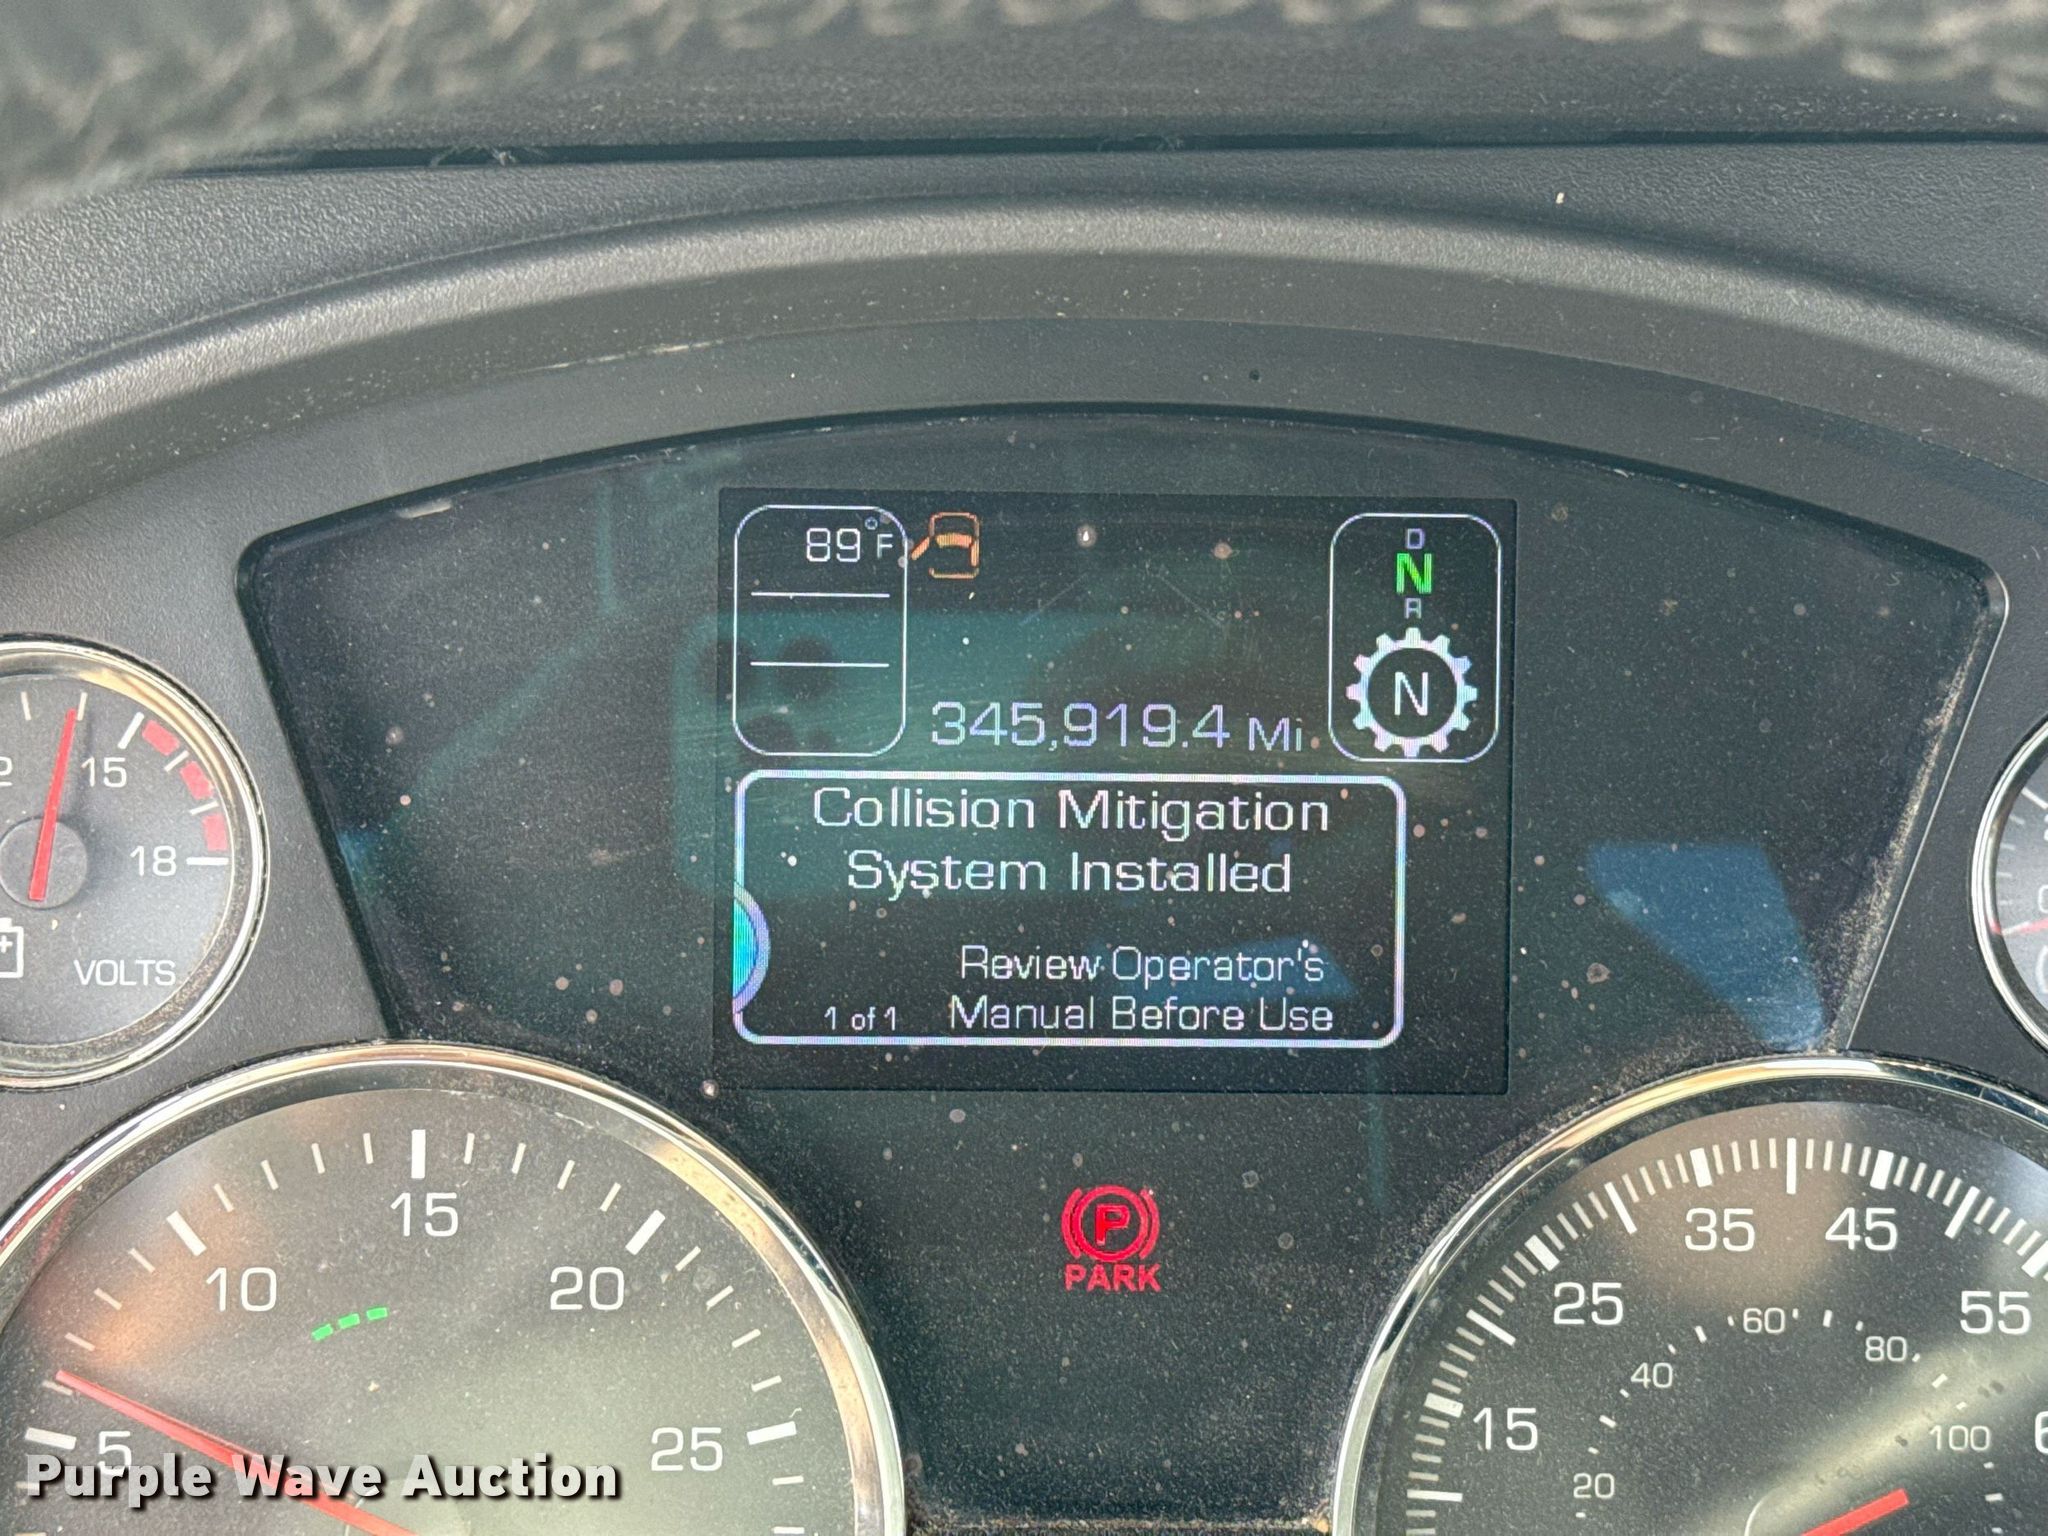 89°F
D
N
R
N
345,919.4 Mi
Collision Mitigation
System Installed
Review Operator's
Manual Before Use
1 of 1
15
18
VOLTS
P
PARK
5
10
15
20
25
15
25
35
45
55
20
40
60
80
100
Purple Wave Auction